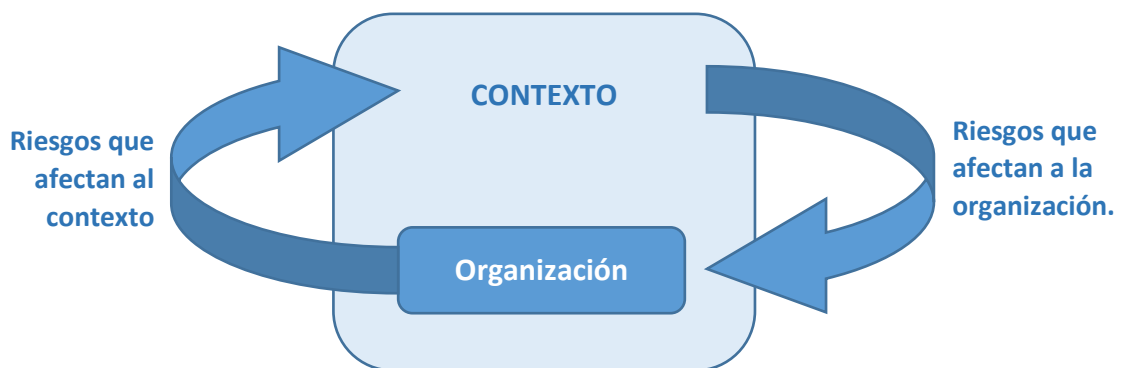 CONTEXTO
Riesgos que
afectan al
contexto
Riesgos que
afectan a la
organización.
Organización